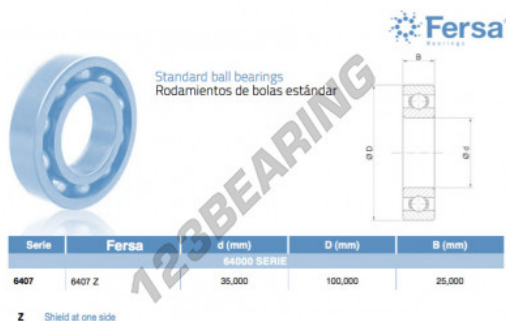 Fersa
Bearings
Standard ball bearings
Rodamientos de bolas estándar
B
Ø D
Ø d
123BEARING
Serie Fersa d (mm) D (mm) B (mm)
64000 SERIE
6407 6407 Z 35,000 100,000 25,000
Z Shield at one side